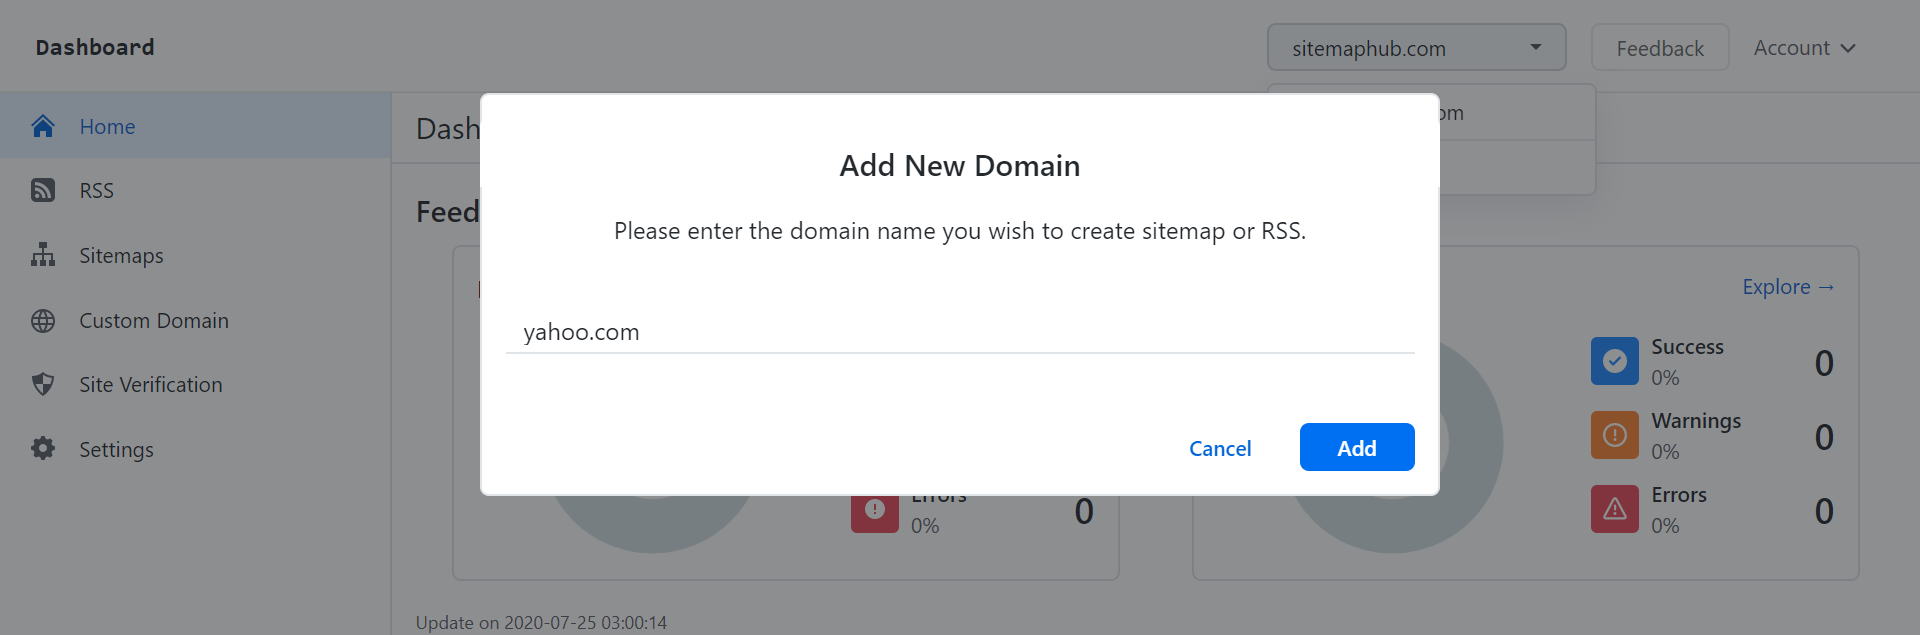 Dashboard
sitemaphub.com
Feedback
Account
Home
RSS
Sitemaps
Custom Domain
Site Verification
Settings
Add New Domain
Please enter the domain name you wish to create sitemap or RSS.
yahoo.com
Cancel
Add
Errors
0%
0
Explore →
Success
0%
0
Warnings
0%
0
Errors
0%
0
Update on 2020-07-25 03:00:14